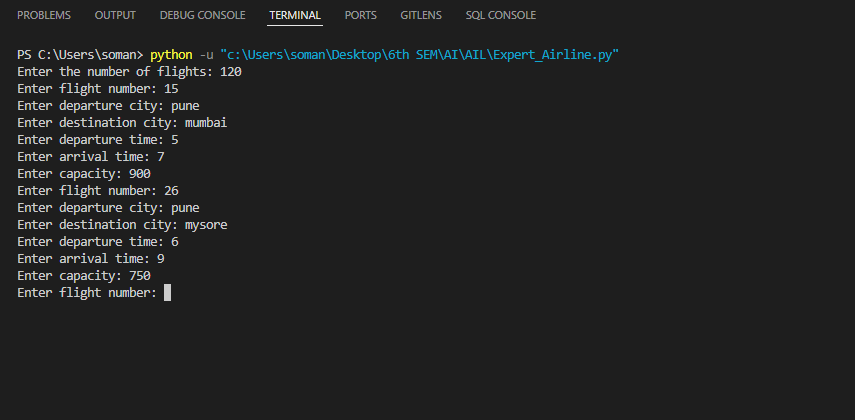 PROBLEMS OUTPUT DEBUG CONSOLE TERMINAL PORTS GITLENS SQL CONSOLE
PS C:\Users\soman> python -u "c:\Users\soman\Desktop\6th SEM\AI\AIL\Expert_Airline.py"
Enter the number of flights: 120
Enter flight number: 15
Enter departure city: pune
Enter destination city: mumbai
Enter departure time: 5
Enter arrival time: 7
Enter capacity: 900
Enter flight number: 26
Enter departure city: pune
Enter destination city: mysore
Enter departure time: 6
Enter arrival time: 9
Enter capacity: 750
Enter flight number: